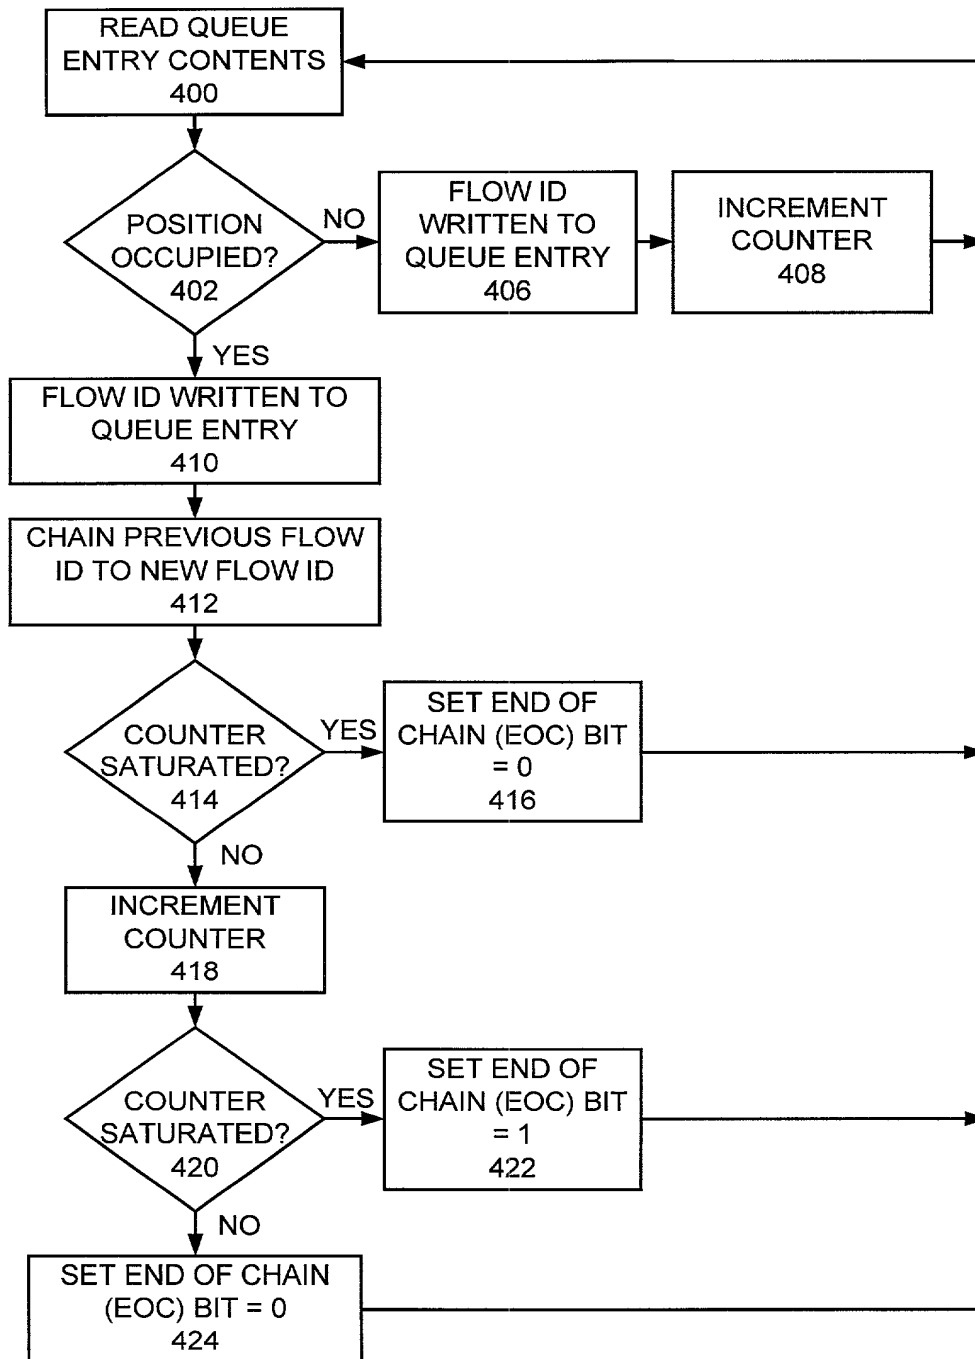 READ QUEUE
ENTRY CONTENTS
400
POSITION
OCCUPIED?
402
NO
FLOW ID
WRITTEN TO
QUEUE ENTRY
406
INCREMENT
COUNTER
408
YES
FLOW ID WRITTEN TO
QUEUE ENTRY
410
CHAIN PREVIOUS FLOW
ID TO NEW FLOW ID
412
COUNTER
SATURATED?
414
YES
SET END OF
CHAIN (EOC) BIT
= 0
416
NO
INCREMENT
COUNTER
418
COUNTER
SATURATED?
420
YES
SET END OF
CHAIN (EOC) BIT
= 1
422
NO
SET END OF CHAIN
(EOC) BIT = 0
424